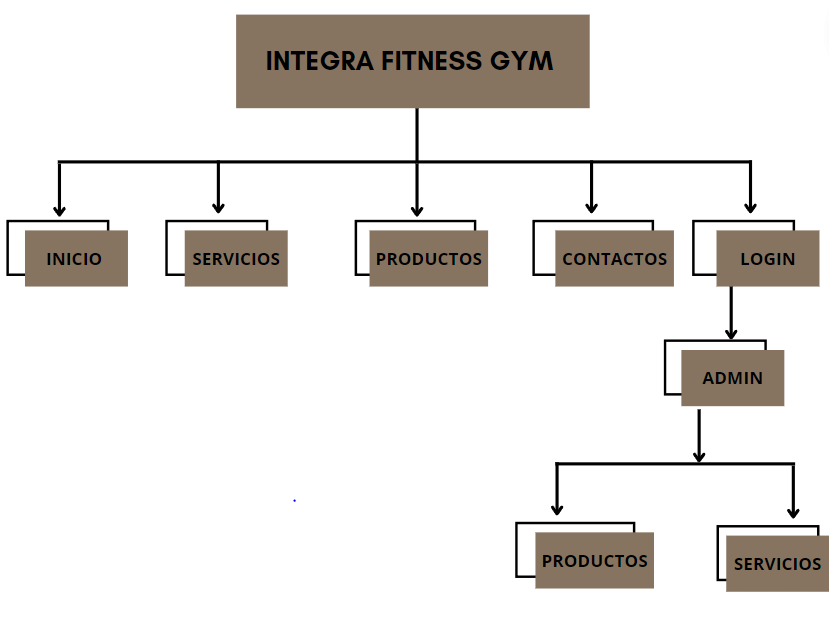 INTEGRA FITNESS GYM
INICIO
SERVICIOS
PRODUCTOS
CONTACTOS
LOGIN
ADMIN
PRODUCTOS
SERVICIOS